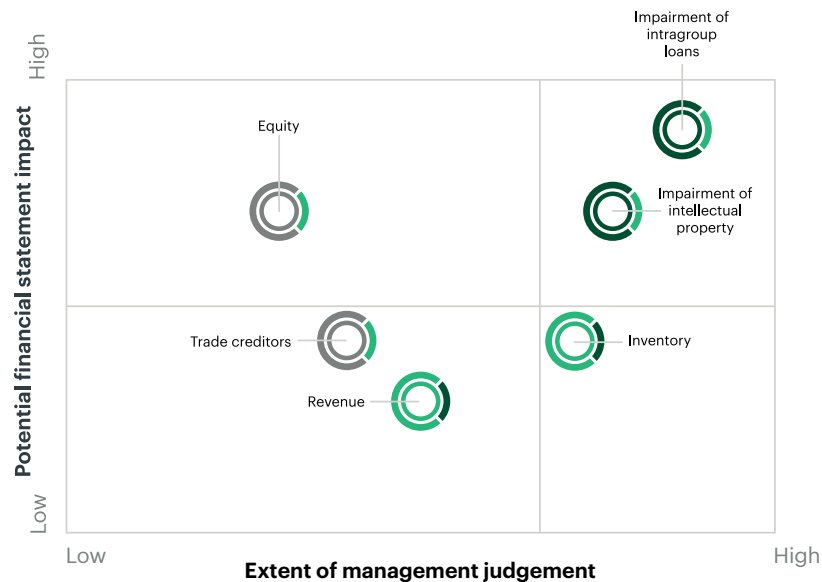 Impairment of
intragroup
loans
High
Equity
Potential financial statement impact
Impairment of
intellectual
property
Trade creditors
Inventory
Revenue
Low
Low
High
Extent of management judgement